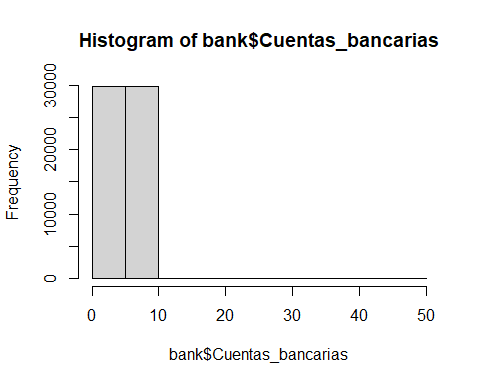 Histogram of bank$Cuentas_bancarias
Frequency
30000
20000
10000
0
0 10 20 30 40 50
bank$Cuentas_bancarias